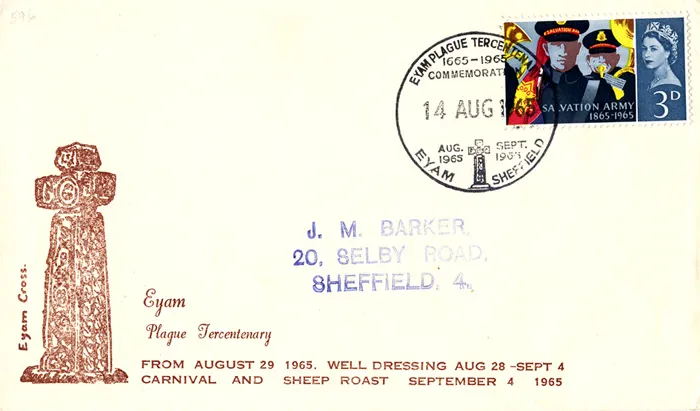 596
EYAM PLAGUE TERCENTENARY
1665-1965
COMMEMORATION
14 AUG 1965
AUG. 1965
SEPT. 1965
EYAM SHEFFIELD
SALVATION ARMY
SALVATION ARMY
1865-1965
3D
J. M. BARKER,
20, SELBY ROAD,
SHEFFIELD, 4.
Eyam Cross.
Eyam
Plague Tercentenary
FROM AUGUST 29 1965. WELL DRESSING AUG 28 -SEPT 4
CARNIVAL AND SHEEP ROAST SEPTEMBER 4 1965